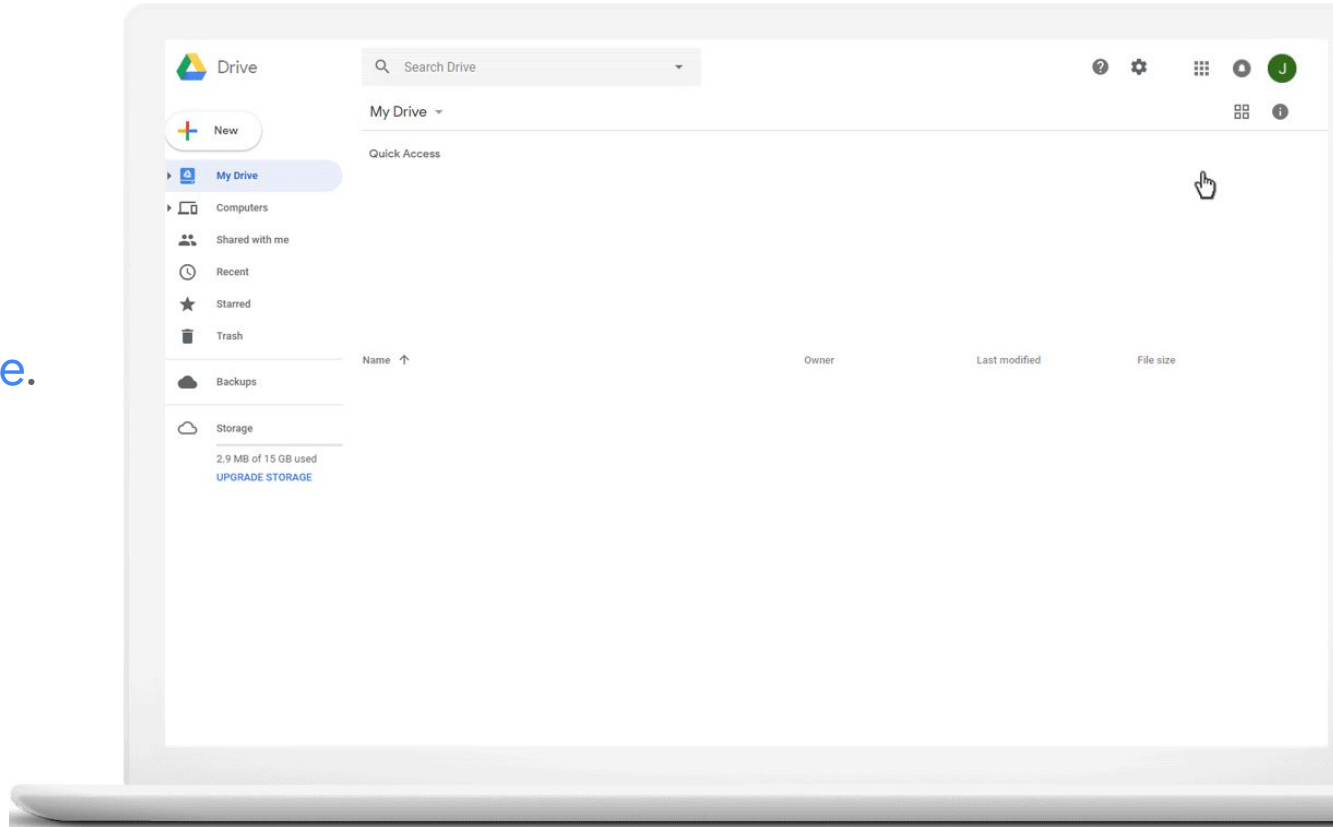 Drive
Search Drive
J
My Drive
New
Quick Access
My Drive
Computers
Shared with me
Recent
Starred
Trash
e.
Name Owner Last modified File size
Backups
Storage
2.9 MB of 15 GB used
UPGRADE STORAGE